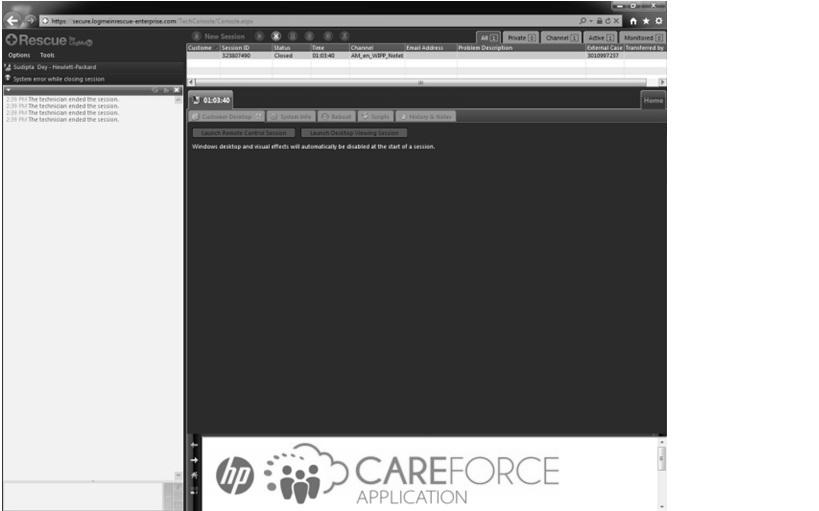 https://secure.logmeinrescue-enterprise.com/TechConsole/Console.aspx
Rescue
Options Tools
Sudipta Dey - Hewlett-Packard
System error while closing session
2:39 PM The technician ended the session.
2:39 PM The technician ended the session.
2:39 PM The technician ended the session.
2:39 PM The technician ended the session.
New Session
All 1 Private 0 Channel 1 Active 1 Monitored 0
Custome Session ID Status Time Channel Email Address Problem Description External Case Transferred by
323807490 Closed 01:03:40 AM_en_WIPP_Notet 3010997237
01:03:40
Home
Customer Desktop System Info Reboot Scripts History & Notes
Launch Remote Control Session Launch Desktop Viewing Session
Windows desktop and visual effects will automatically be disabled at the start of a session.
hp CAREFORCE
APPLICATION